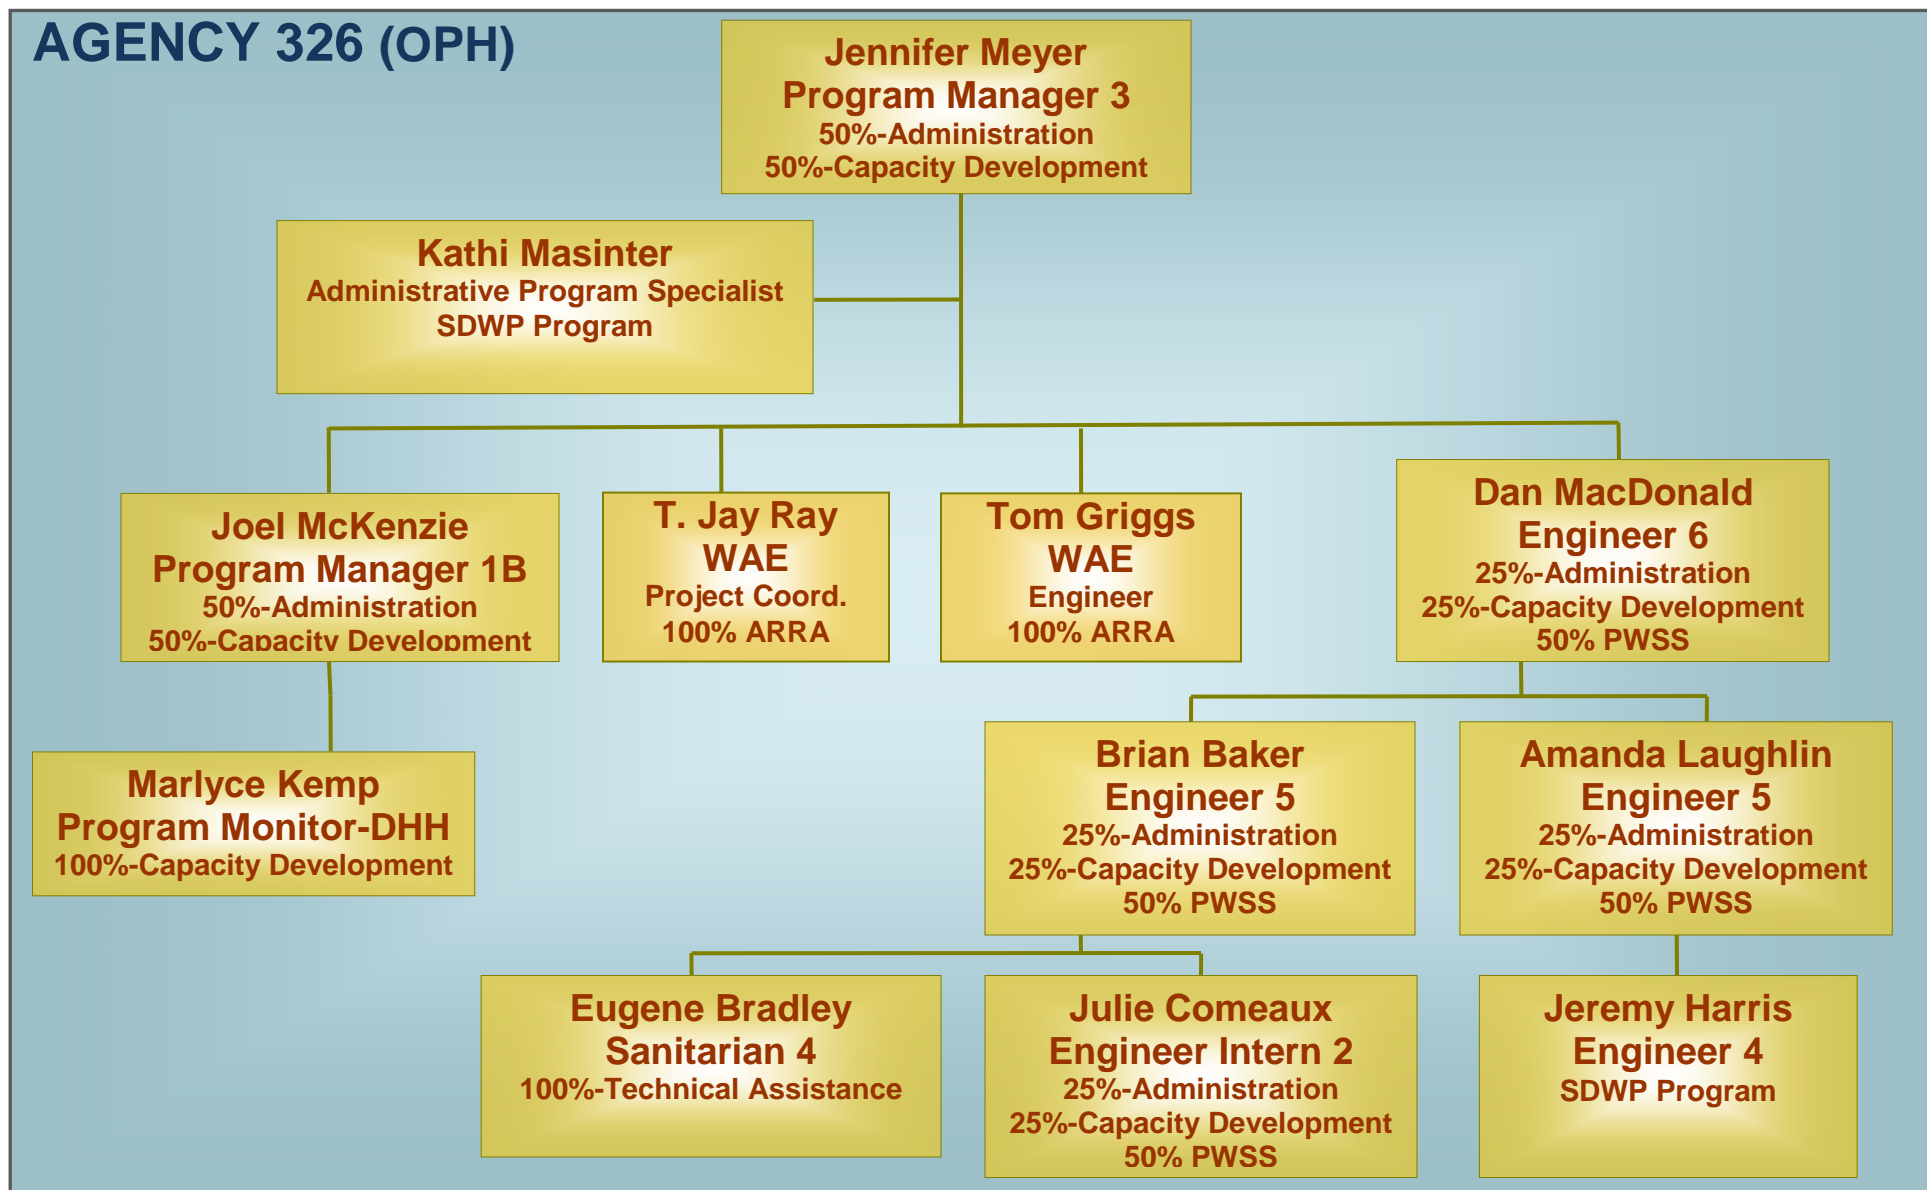 AGENCY 326 (OPH)
Jennifer Meyer
Program Manager 3
50%-Administration
50%-Capacity Development
Kathi Masinter
Administrative Program Specialist
SDWP Program
Joel McKenzie
Program Manager 1B
50%-Administration
50%-Capacity Development
T. Jay Ray
WAE
Project Coord.
100% ARRA
Tom Griggs
WAE
Engineer
100% ARRA
Dan MacDonald
Engineer 6
25%-Administration
25%-Capacity Development
50% PWSS
Marlyce Kemp
Program Monitor-DHH
100%-Capacity Development
Brian Baker
Engineer 5
25%-Administration
25%-Capacity Development
50% PWSS
Amanda Laughlin
Engineer 5
25%-Administration
25%-Capacity Development
50% PWSS
Eugene Bradley
Sanitarian 4
100%-Technical Assistance
Julie Comeaux
Engineer Intern 2
25%-Administration
25%-Capacity Development
50% PWSS
Jeremy Harris
Engineer 4
SDWP Program